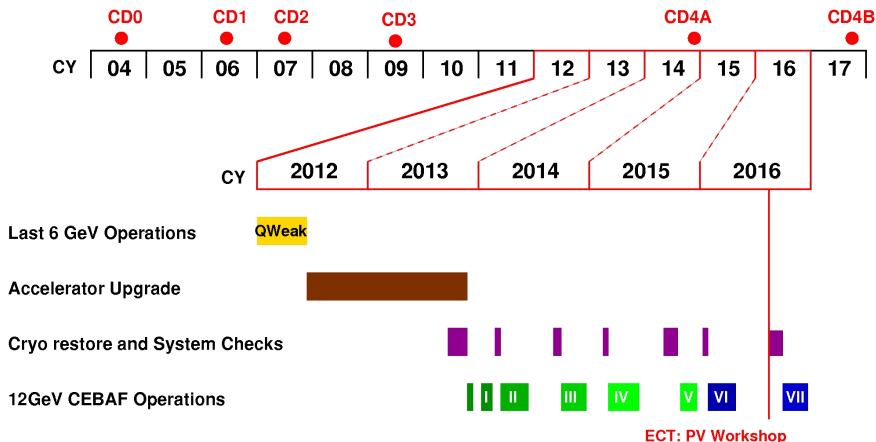 CD0 CD1 CD2 CD3 CD4A CD4B
CY 04 05 06 07 08 09 10 11 12 13 14 15 16 17
CY 2012 2013 2014 2015 2016
Last 6 GeV Operations QWeak
Accelerator Upgrade
Cryo restore and System Checks
12GeV CEBAF Operations I II III IV V VI VII
ECT: PV Workshop